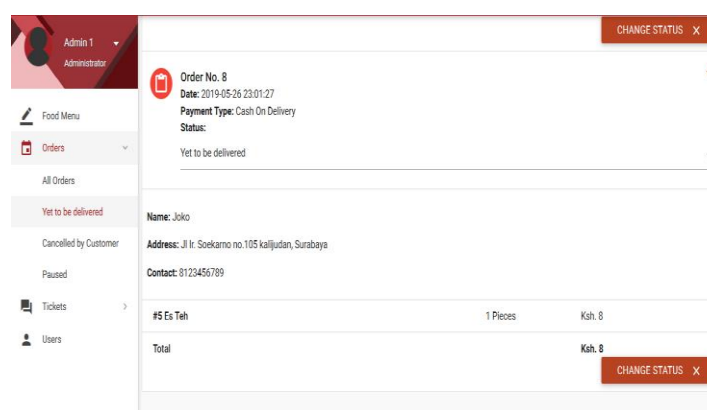 Admin 1
Administrator
Food Menu
Orders
All Orders
Yet to be delivered
Cancelled by Customer
Paused
Tickets
Users
CHANGE STATUS X
Order No. 8
Date: 2019-05-26 23:01:27
Payment Type: Cash On Delivery
Status:
Yet to be delivered
Name: Joko
Address: Jl Ir. Soekarno no.105 kalijudan, Surabaya
Contact: 8123456789
#5 Es Teh 1 Pieces Ksh. 8
Total Ksh. 8
CHANGE STATUS X